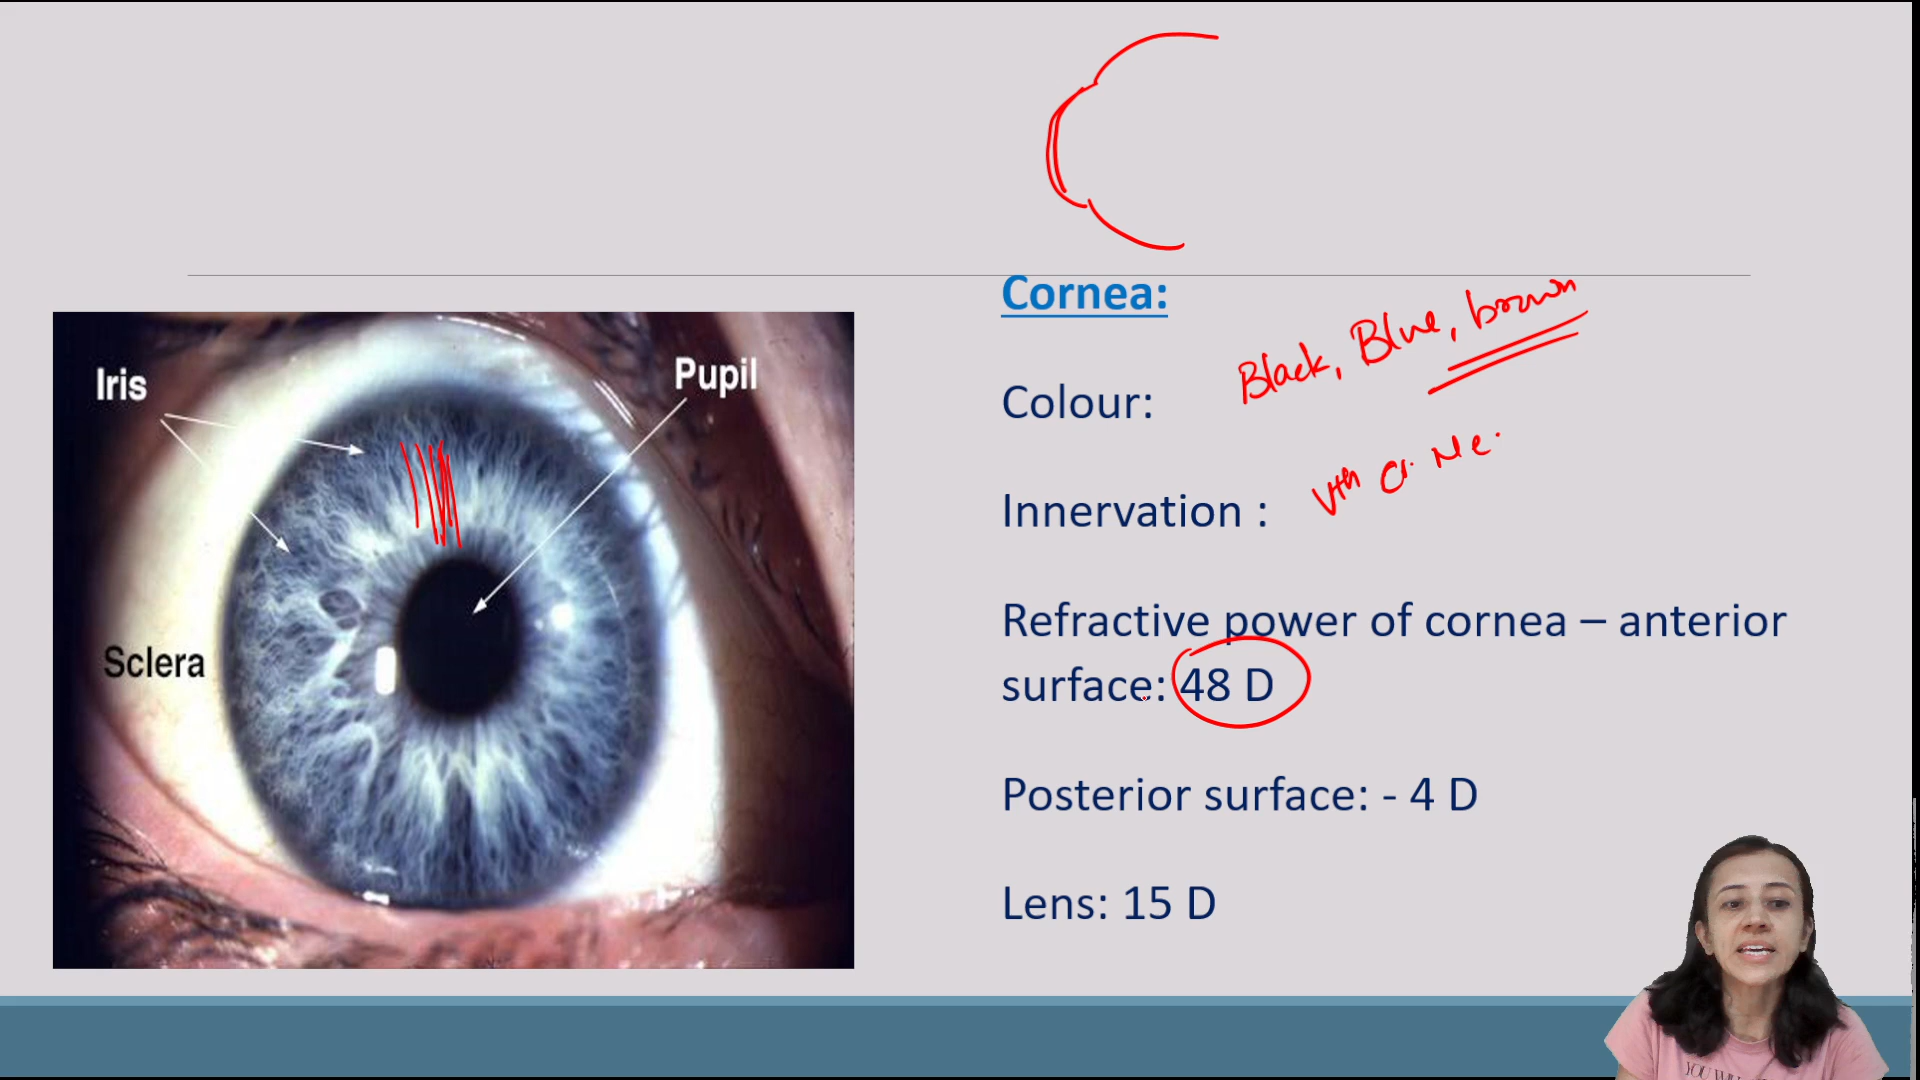 Cornea:
Black, Blue, brown
Colour:
Vth Cr. Ne.
Innervation :
Refractive power of cornea – anterior
surface: 48 D
Posterior surface: - 4 D
Lens: 15 D
Iris
Pupil
Sclera